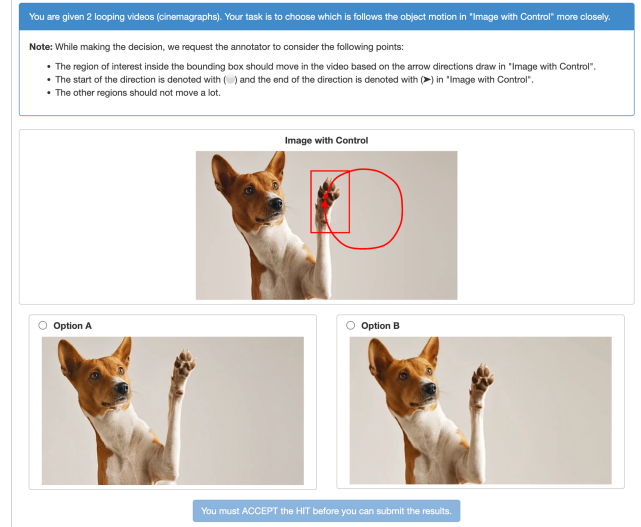 You are given 2 looping videos (cinemagraphs). Your task is to choose which is follows the object motion in "Image with Control" more closely.
Note: While making the decision, we request the annotator to consider the following points:
• The region of interest inside the bounding box should move in the video based on the arrow directions draw in "Image with Control".
• The start of the direction is denoted with (⚪) and the end of the direction is denoted with (➤) in "Image with Control".
• The other regions should not move a lot.
Image with Control
Option A
Option B
You must ACCEPT the HIT before you can submit the results.